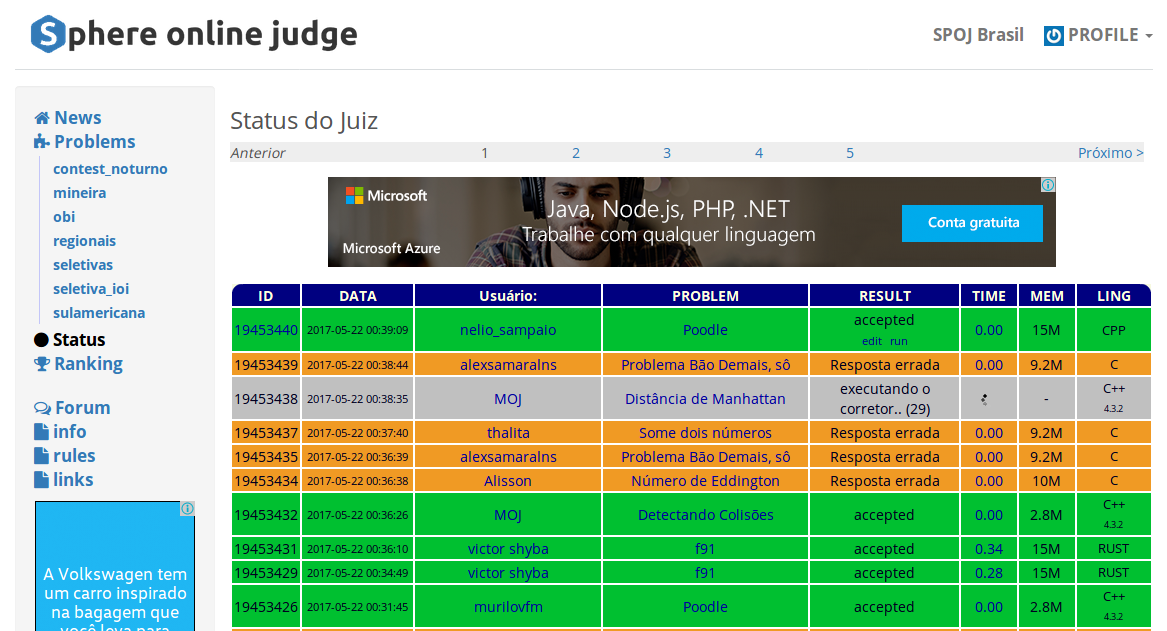 Sphere online judge
SPOJ Brasil PROFILE
News
Problems
contest_noturno
mineira
obi
regionais
seletivas
seletiva_ioi
sulamericana
Status
Ranking
Forum
info
rules
links
A Volkswagen tem
um carro inspirado
na bagagem que
você leva para
Status do Juiz
Anterior 1 2 3 4 5 Próximo >
Microsoft
Microsoft Azure
Java, Node.js, PHP, .NET
Trabalhe com qualquer linguagem
Conta gratuita
ID DATA Usuário: PROBLEM RESULT TIME MEM LING
19453440 2017-05-22 00:39:09 nelio_sampaio Poodle accepted 0.00 15M CPP
edit run
19453439 2017-05-22 00:38:44 alexsamaralns Problema Bão Demais, sô Resposta errada 0.00 9.2M C
19453438 2017-05-22 00:38:35 MOJ Distância de Manhattan executando o - C++
corretor.. (29) 4.3.2
19453437 2017-05-22 00:37:40 thalita Some dois números Resposta errada 0.00 9.2M C
19453435 2017-05-22 00:36:39 alexsamaralns Problema Bão Demais, sô Resposta errada 0.00 9.2M C
19453434 2017-05-22 00:36:38 Alisson Número de Eddington Resposta errada 0.00 10M C
19453432 2017-05-22 00:36:26 MOJ Detectando Colisões accepted 0.00 2.8M C++
4.3.2
19453431 2017-05-22 00:36:10 victor shyba f91 accepted 0.34 15M RUST
19453429 2017-05-22 00:34:49 victor shyba f91 accepted 0.28 15M RUST
19453426 2017-05-22 00:31:45 murilovfm Poodle accepted 0.00 2.8M C++
4.3.2